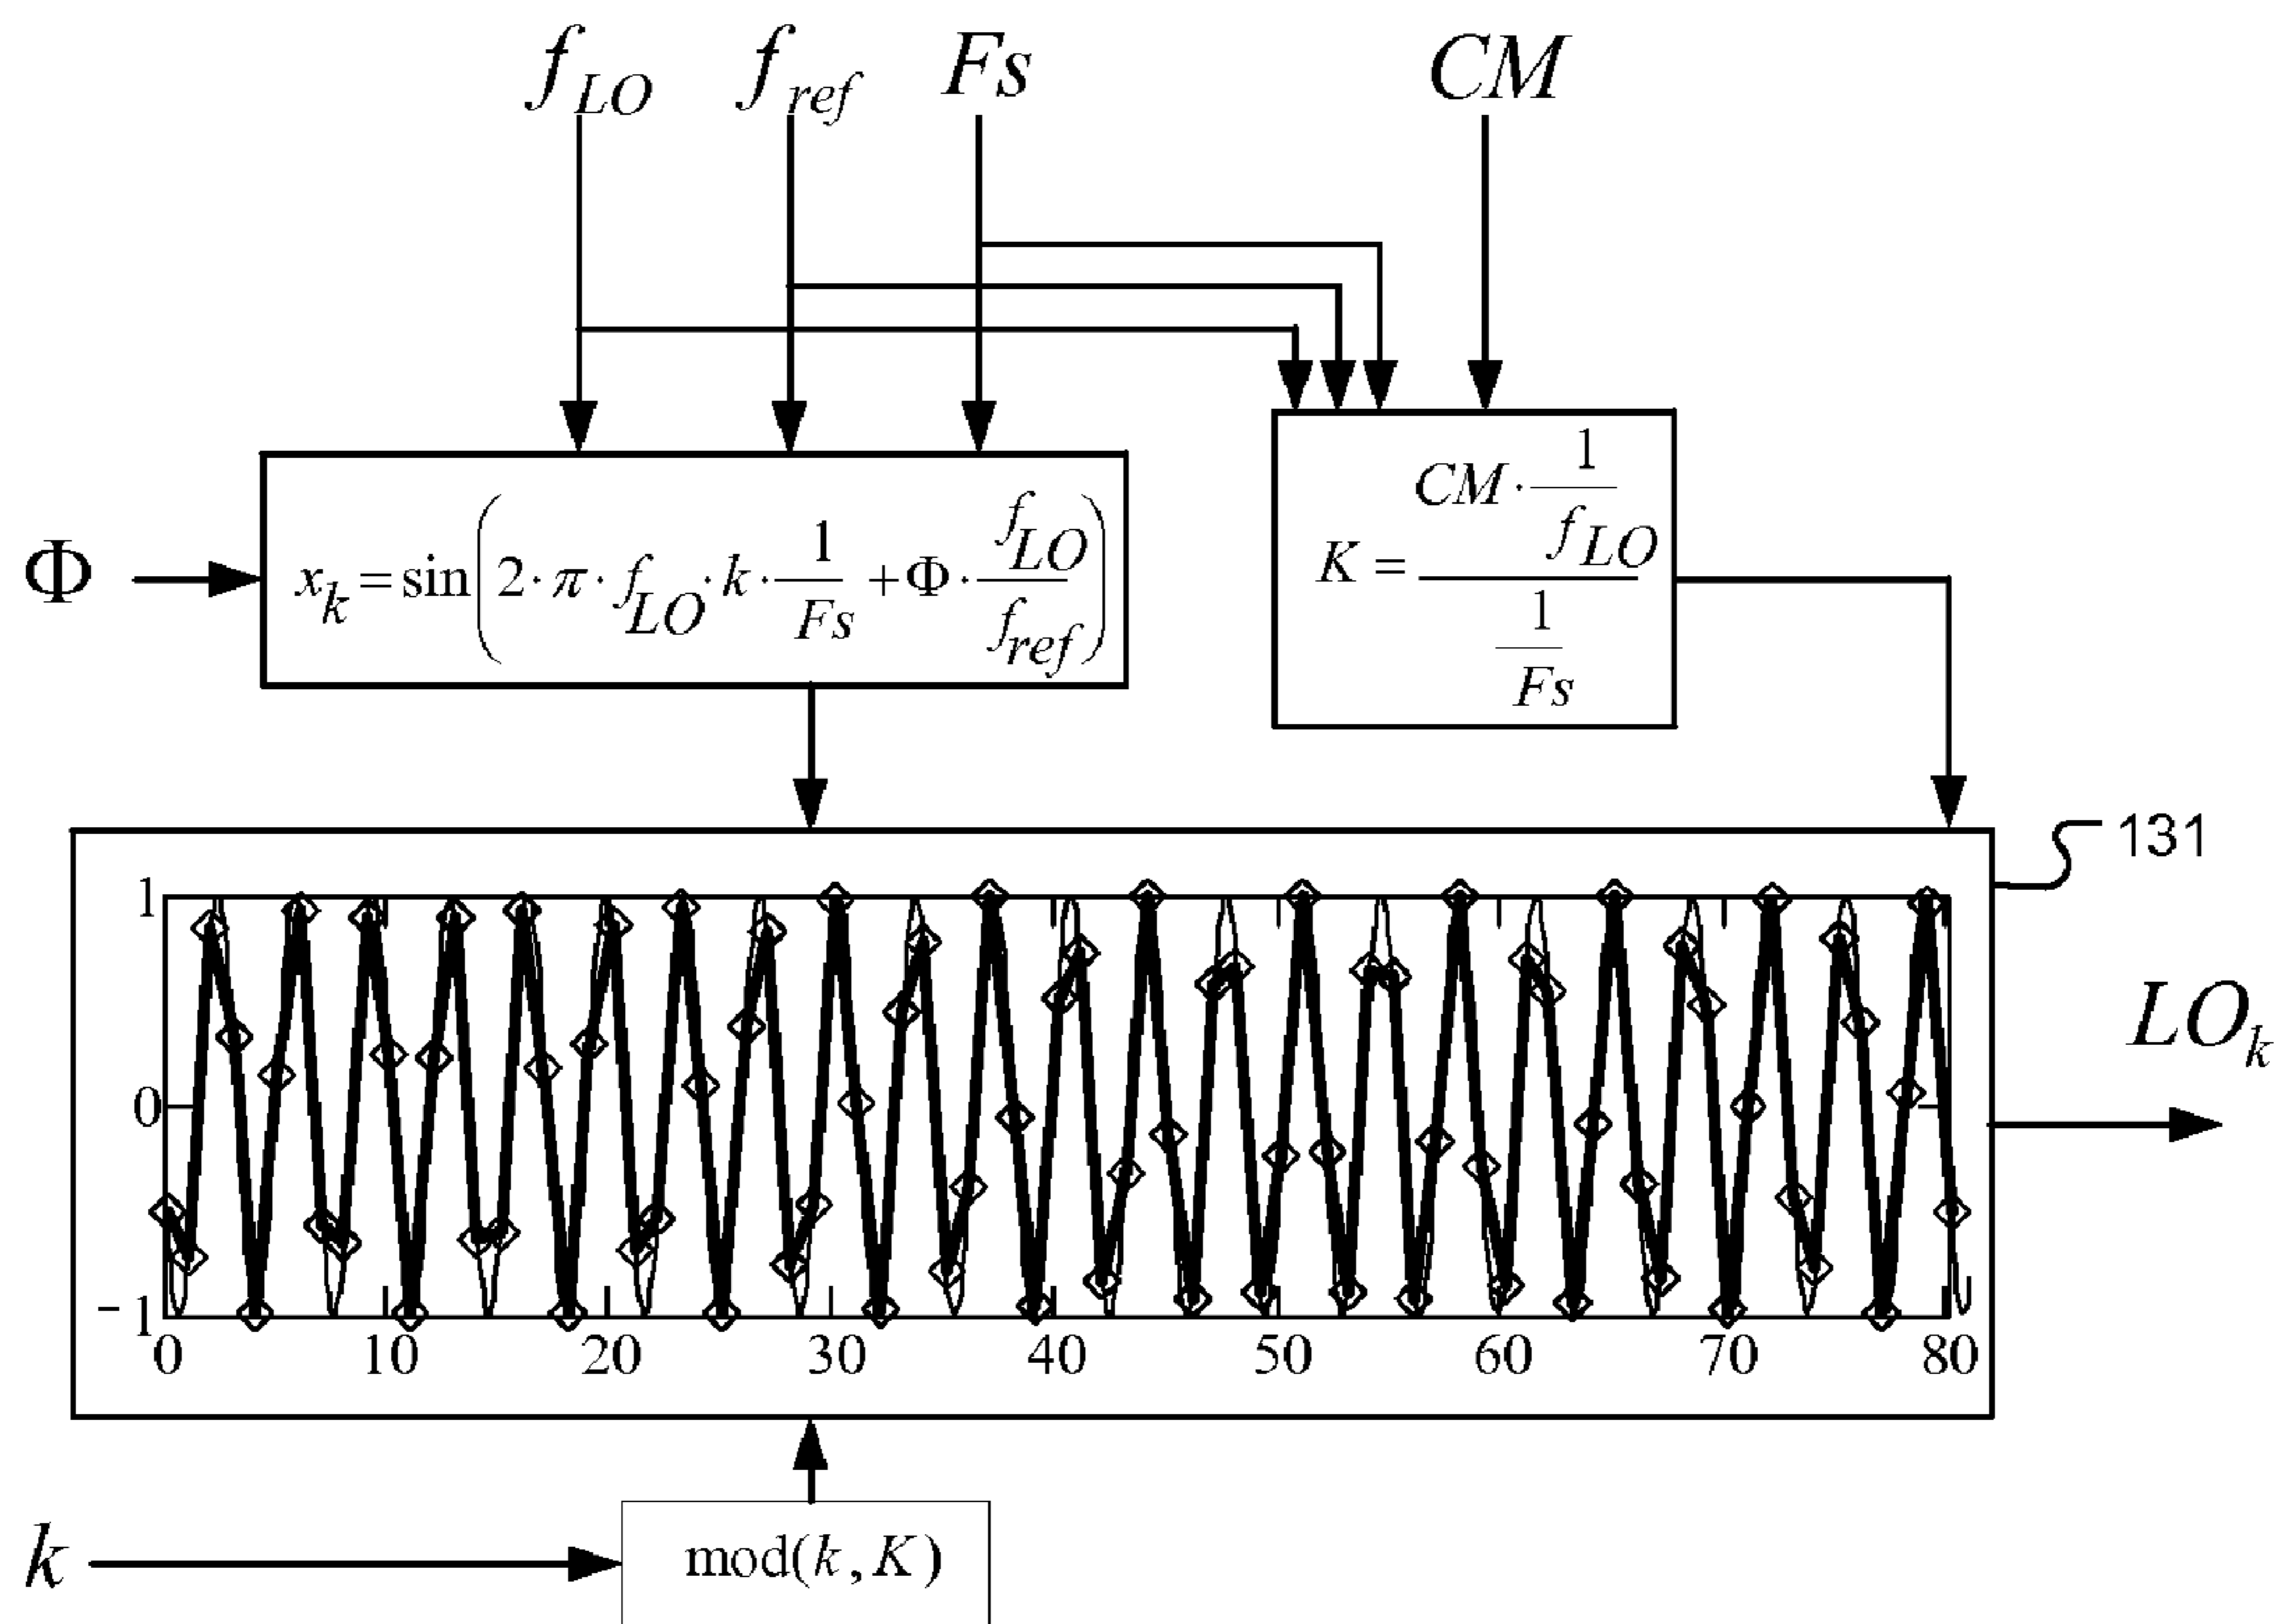 f_LO f_ref Fs CM
Φ
x_k = sin(2·π·f_LO·k·1/Fs + Φ·f_LO/f_ref)
K = (CM·1/f_LO)/(1/Fs)
131
1
0
−1
0 10 20 30 40 50 60 70 80
LO_k
k
mod(k,K)